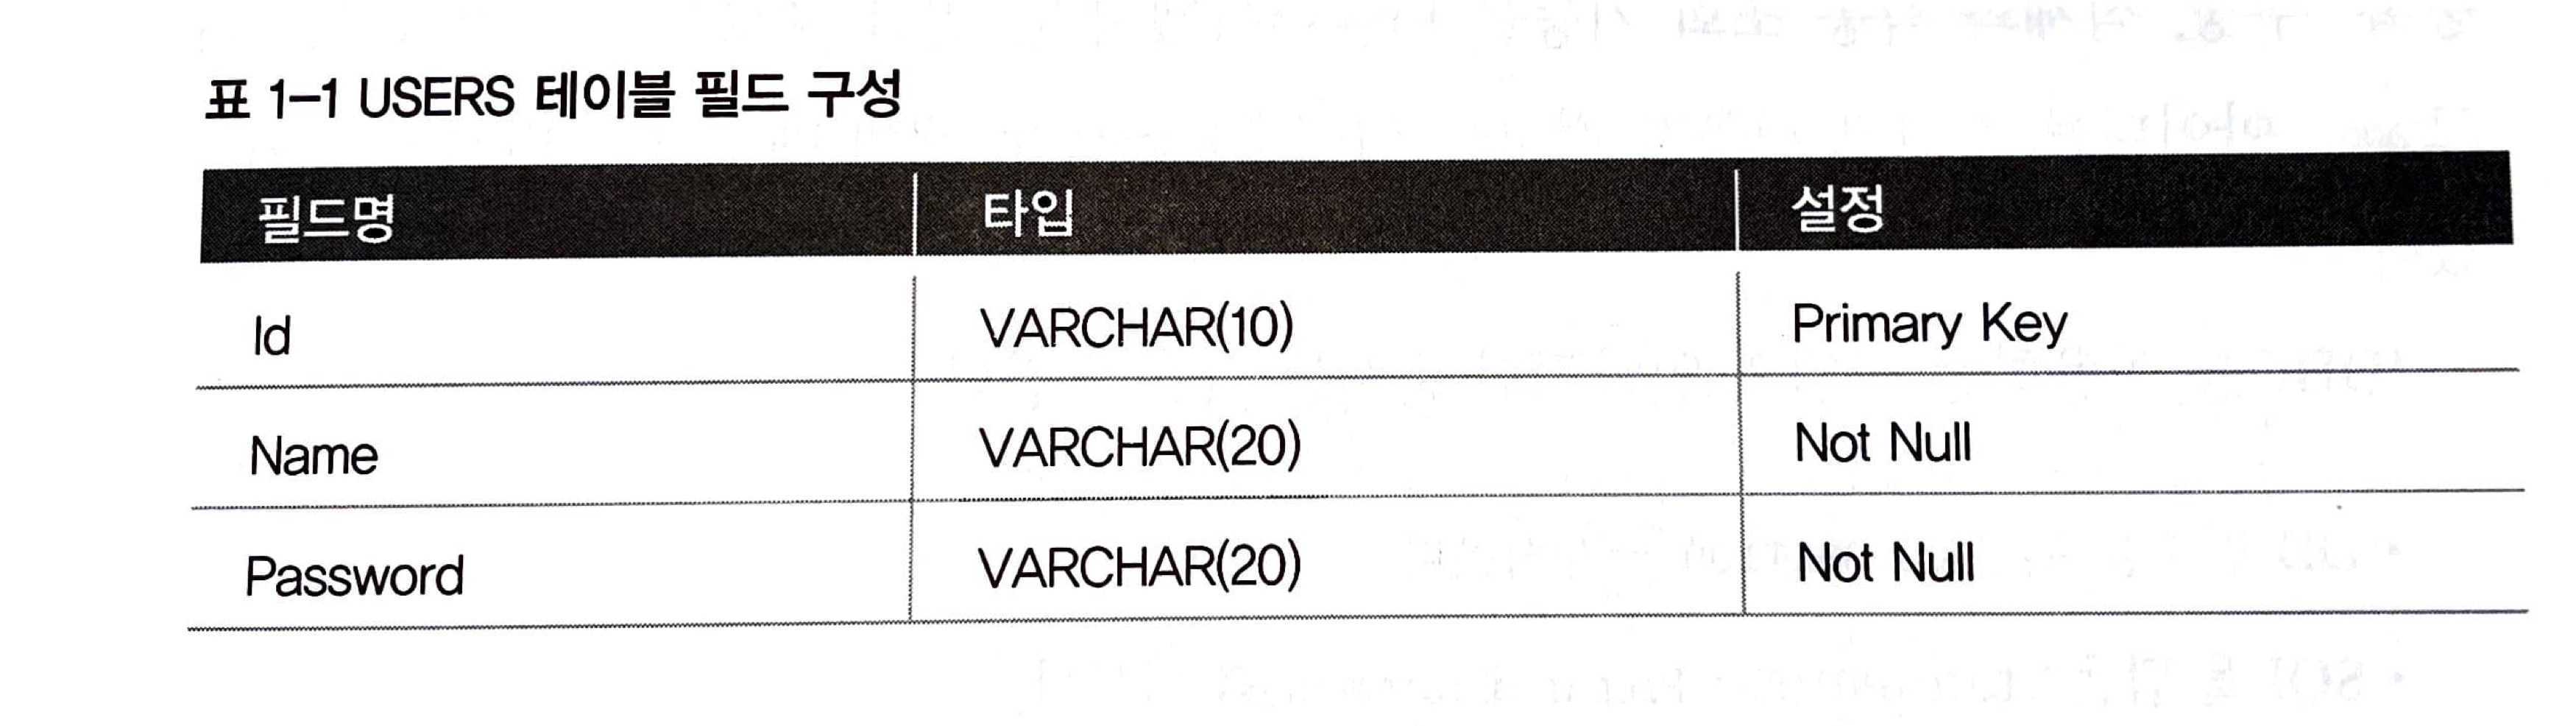 표 1-1 USERS 테이블 필드 구성
필드명 타입 설정
Id VARCHAR(10) Primary Key
Name VARCHAR(20) Not Null
Password VARCHAR(20) Not Null